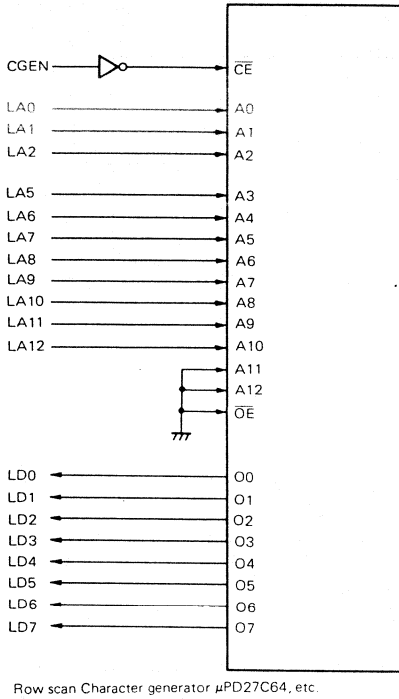 CGEN CE
LA0 A0
LA1 A1
LA2 A2
LA5 A3
LA6 A4
LA7 A5
LA8 A6
LA9 A7
LA10 A8
LA11 A9
LA12 A10
A11
A12
OE
LD0 O0
LD1 O1
LD2 O2
LD3 O3
LD4 O4
LD5 O5
LD6 O6
LD7 O7
Row scan Character generator μPD27C64, etc.